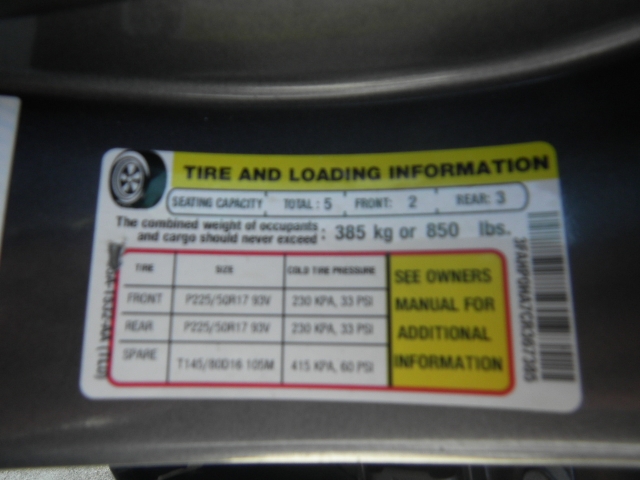 TIRE AND LOADING INFORMATION
SEATING CAPACITY TOTAL: 5 FRONT: 2 REAR: 3
The combined weight of occupants and cargo should never exceed : 385 kg or 850 lbs.
TIRE SIZE COLD TIRE PRESSURE
FRONT P225/50R17 93V 230 KPA, 33 PSI
REAR P225/50R17 93V 230 KPA, 33 PSI
SPARE T145/80D16 105M 415 KPA, 60 PSI
SEE OWNERS
MANUAL FOR
ADDITIONAL
INFORMATION
3FAHP0HA7CR367385